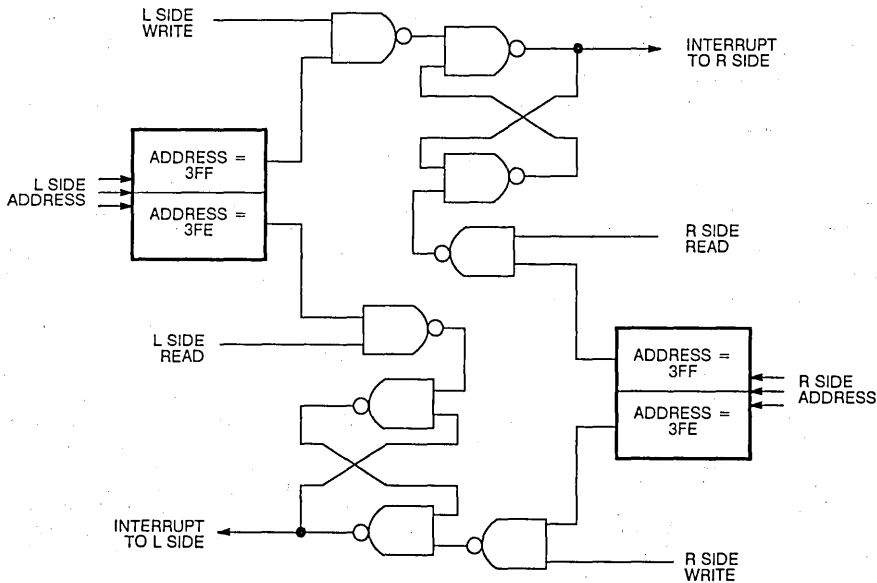 L SIDE
WRITE
INTERRUPT
TO R SIDE
ADDRESS =
3FF
L SIDE
ADDRESS
ADDRESS =
3FE
R SIDE
READ
L SIDE
READ
ADDRESS =
3FF
R SIDE
ADDRESS
ADDRESS =
3FE
INTERRUPT
TO L SIDE
R SIDE
WRITE